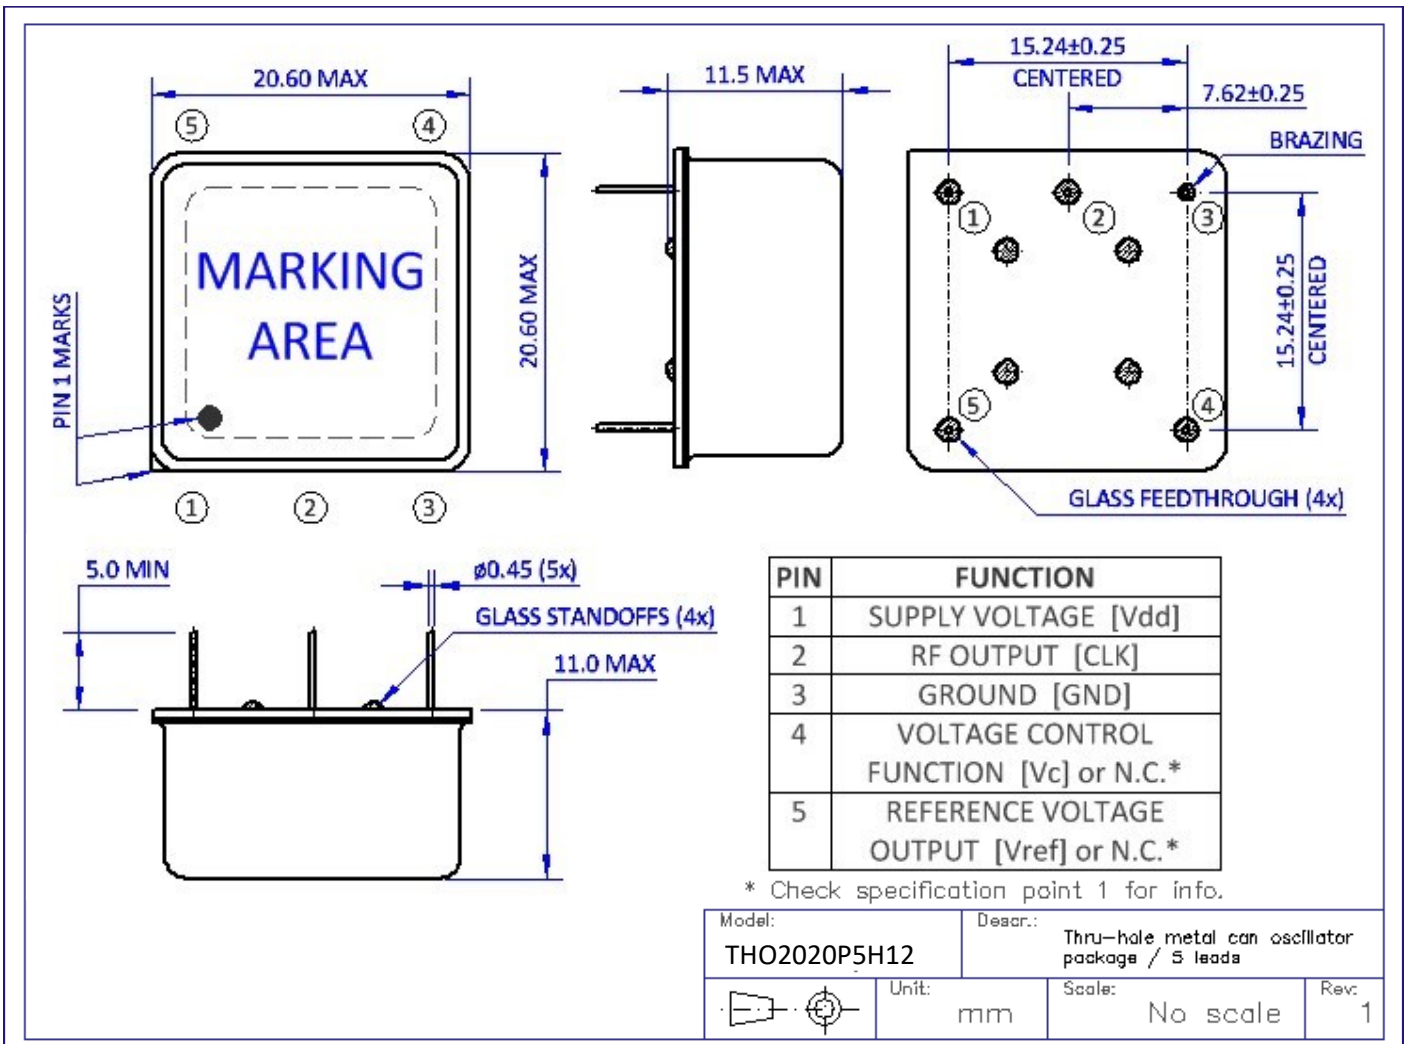 20.60 MAX
⑤
④
MARKING
AREA
20.60 MAX
PIN 1 MARKS
①
②
③
11.5 MAX
15.24±0.25
CENTERED
7.62±0.25
BRAZING
①
②
③
15.24±0.25
CENTERED
⑤
④
GLASS FEEDTHROUGH (4x)
5.0 MIN
ø0.45 (5x)
GLASS STANDOFFS (4x)
11.0 MAX
PIN FUNCTION
1 SUPPLY VOLTAGE [Vdd]
2 RF OUTPUT [CLK]
3 GROUND [GND]
4 VOLTAGE CONTROL
FUNCTION [Vc] or N.C.*
5 REFERENCE VOLTAGE
OUTPUT [Vref] or N.C.*
* Check specification point 1 for info.
Model:
THO2020P5H12
Descr.:
Thru-hole metal can oscillator
package / 5 leads
Unit:
mm
Scale:
No scale
Rev:
1